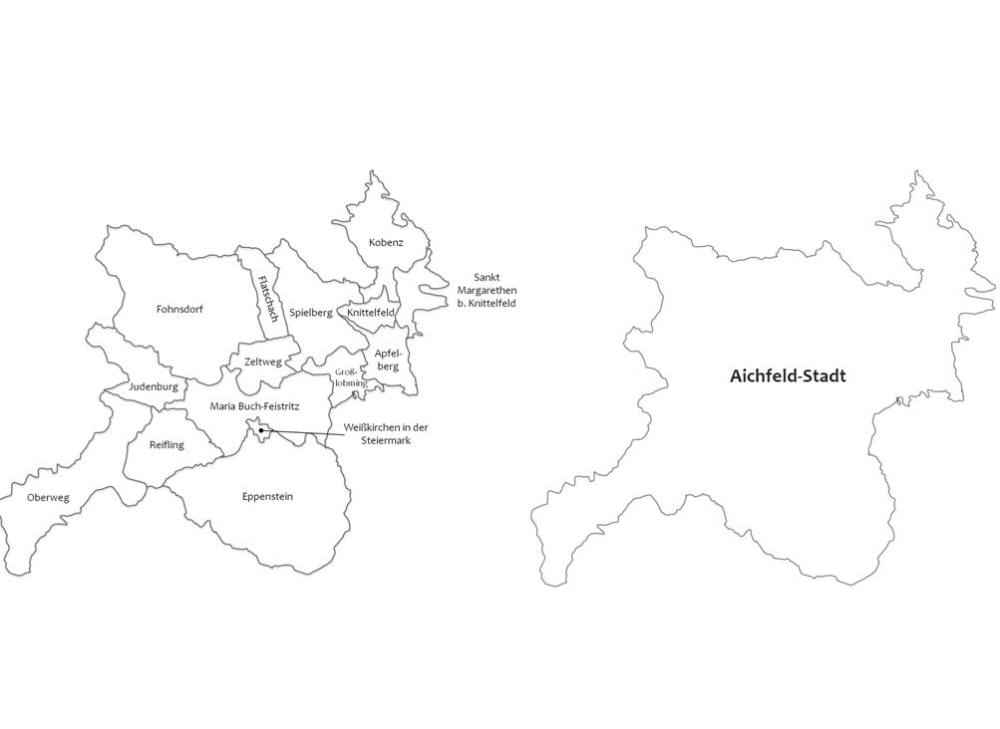 Kobenz
Sankt
Margarethen
b. Knittelfeld
Fohnsdorf
Flatschach
Spielberg
Knittelfeld
Apfel-
berg
Zeltweg
Groß-
lobming
Judenburg
Maria Buch-Feistritz
Weißkirchen in der
Steiermark
Reifling
Oberweg
Eppenstein
Aichfeld-Stadt